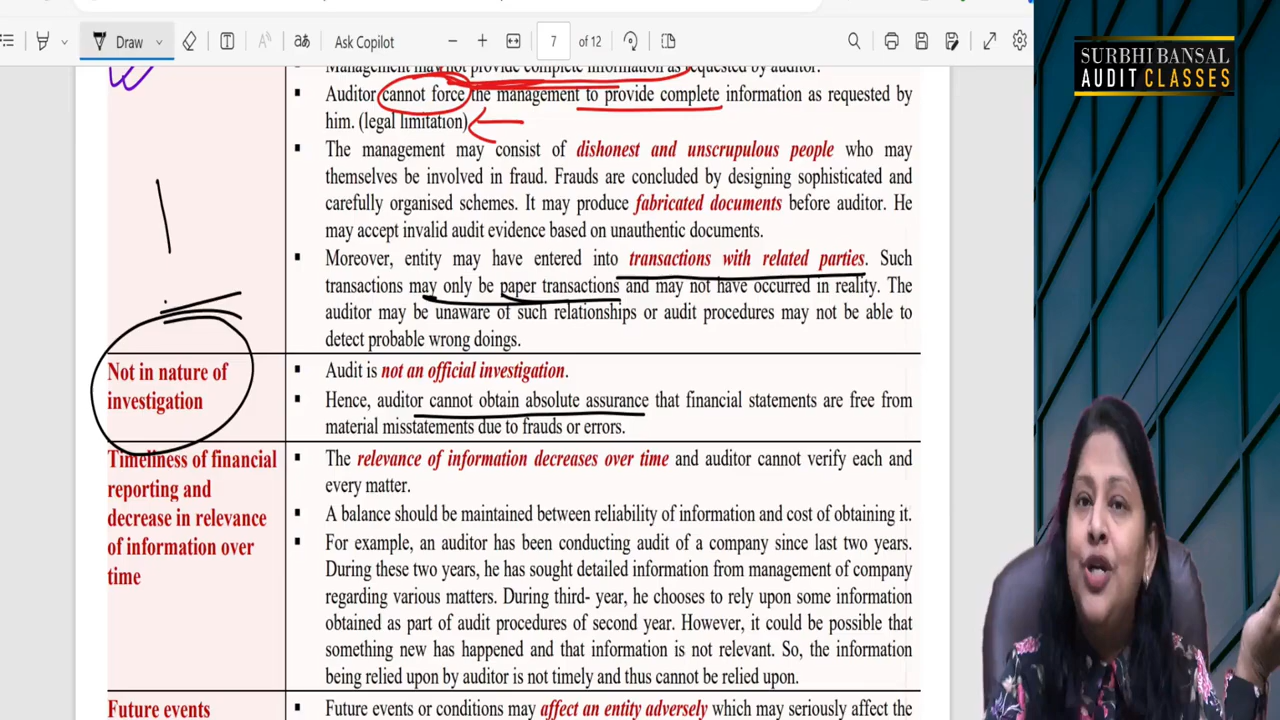 Draw
Ask Copilot
7 of 12
SURBHI BANSAL
AUDIT CLASSES
Management may not provide complete information as requested by auditor.
Auditor cannot force the management to provide complete information as requested by
him. (legal limitation)
The management may consist of dishonest and unscrupulous people who may
themselves be involved in fraud. Frauds are concluded by designing sophisticated and
carefully organised schemes. It may produce fabricated documents before auditor. He
may accept invalid audit evidence based on unauthentic documents.
Moreover, entity may have entered into transactions with related parties. Such
transactions may only be paper transactions and may not have occurred in reality. The
auditor may be unaware of such relationships or audit procedures may not be able to
detect probable wrong doings.
Not in nature of
investigation
Audit is not an official investigation.
Hence, auditor cannot obtain absolute assurance that financial statements are free from
material misstatements due to frauds or errors.
Timeliness of financial
reporting and
decrease in relevance
of information over
time
The relevance of information decreases over time and auditor cannot verify each and
every matter.
A balance should be maintained between reliability of information and cost of obtaining it.
For example, an auditor has been conducting audit of a company since last two years.
During these two years, he has sought detailed information from management of company
regarding various matters. During third- year, he chooses to rely upon some information
obtained as part of audit procedures of second year. However, it could be possible that
something new has happened and that information is not relevant. So, the information
being relied upon by auditor is not timely and thus cannot be relied upon.
Future events
Future events or conditions may affect an entity adversely which may seriously affect the